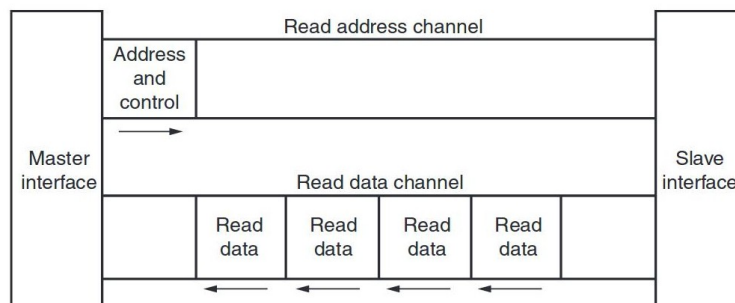 Read address channel
Address
and
control
Master
interface
Slave
interface
Read data channel
Read
data
Read
data
Read
data
Read
data